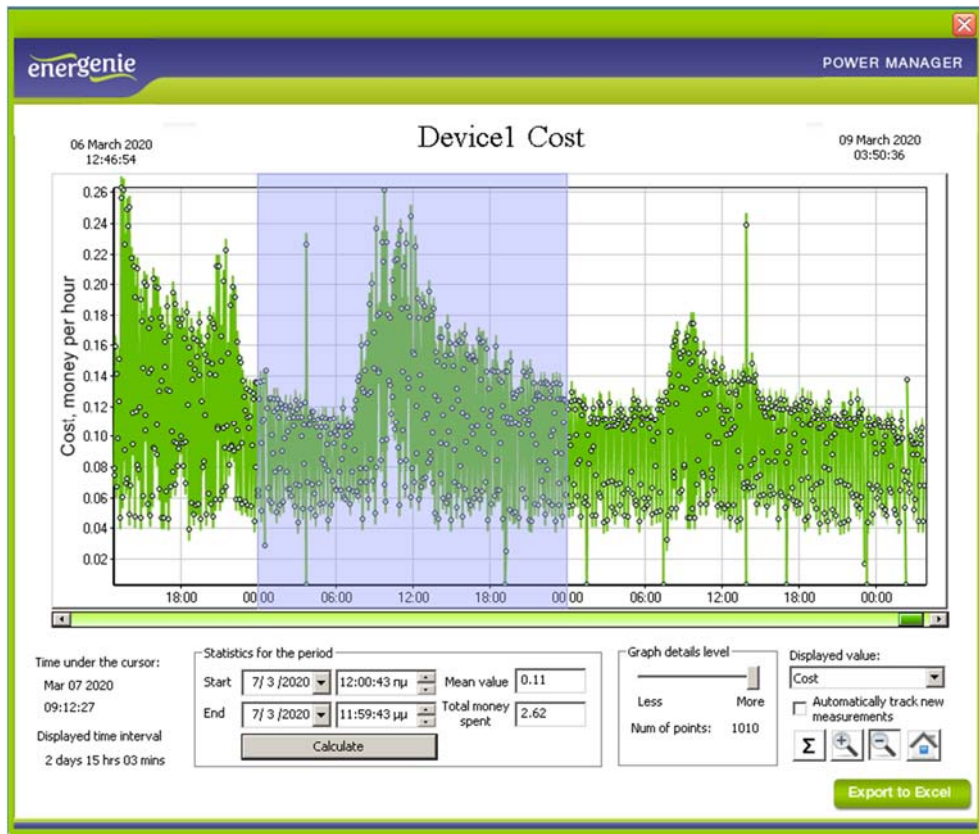 energenie
POWER MANAGER
Device1 Cost
06 March 2020
12:46:54
09 March 2020
03:50:36
Cost, money per hour
0.26
0.24
0.22
0.20
0.18
0.16
0.14
0.12
0.10
0.08
0.06
0.04
0.02
18:00 00:00 06:00 12:00 18:00 00:00 06:00 12:00 18:00 00:00
Time under the cursor:
Mar 07 2020
09:12:27
Displayed time interval
2 days 15 hrs 03 mins
Statistics for the period
Start 7/ 3 /2020 12:00:43 πμ Mean value 0.11
End 7/ 3 /2020 11:59:43 μμ Total money spent 2.62
Calculate
Graph details level
Less More
Num of points: 1010
Displayed value:
Cost
Automatically track new
measurements
Σ
Export to Excel